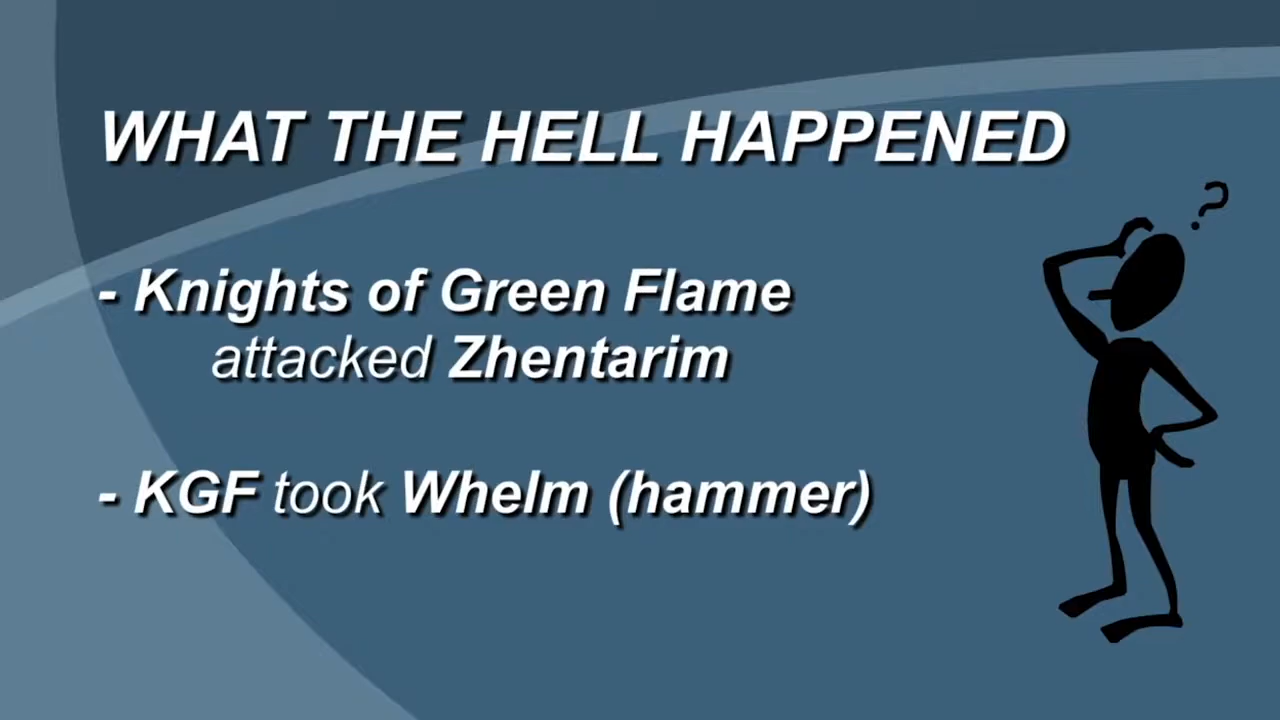 WHAT THE HELL HAPPENED
- Knights of Green Flame
attacked Zhentarim
- KGF took Whelm (hammer)
?